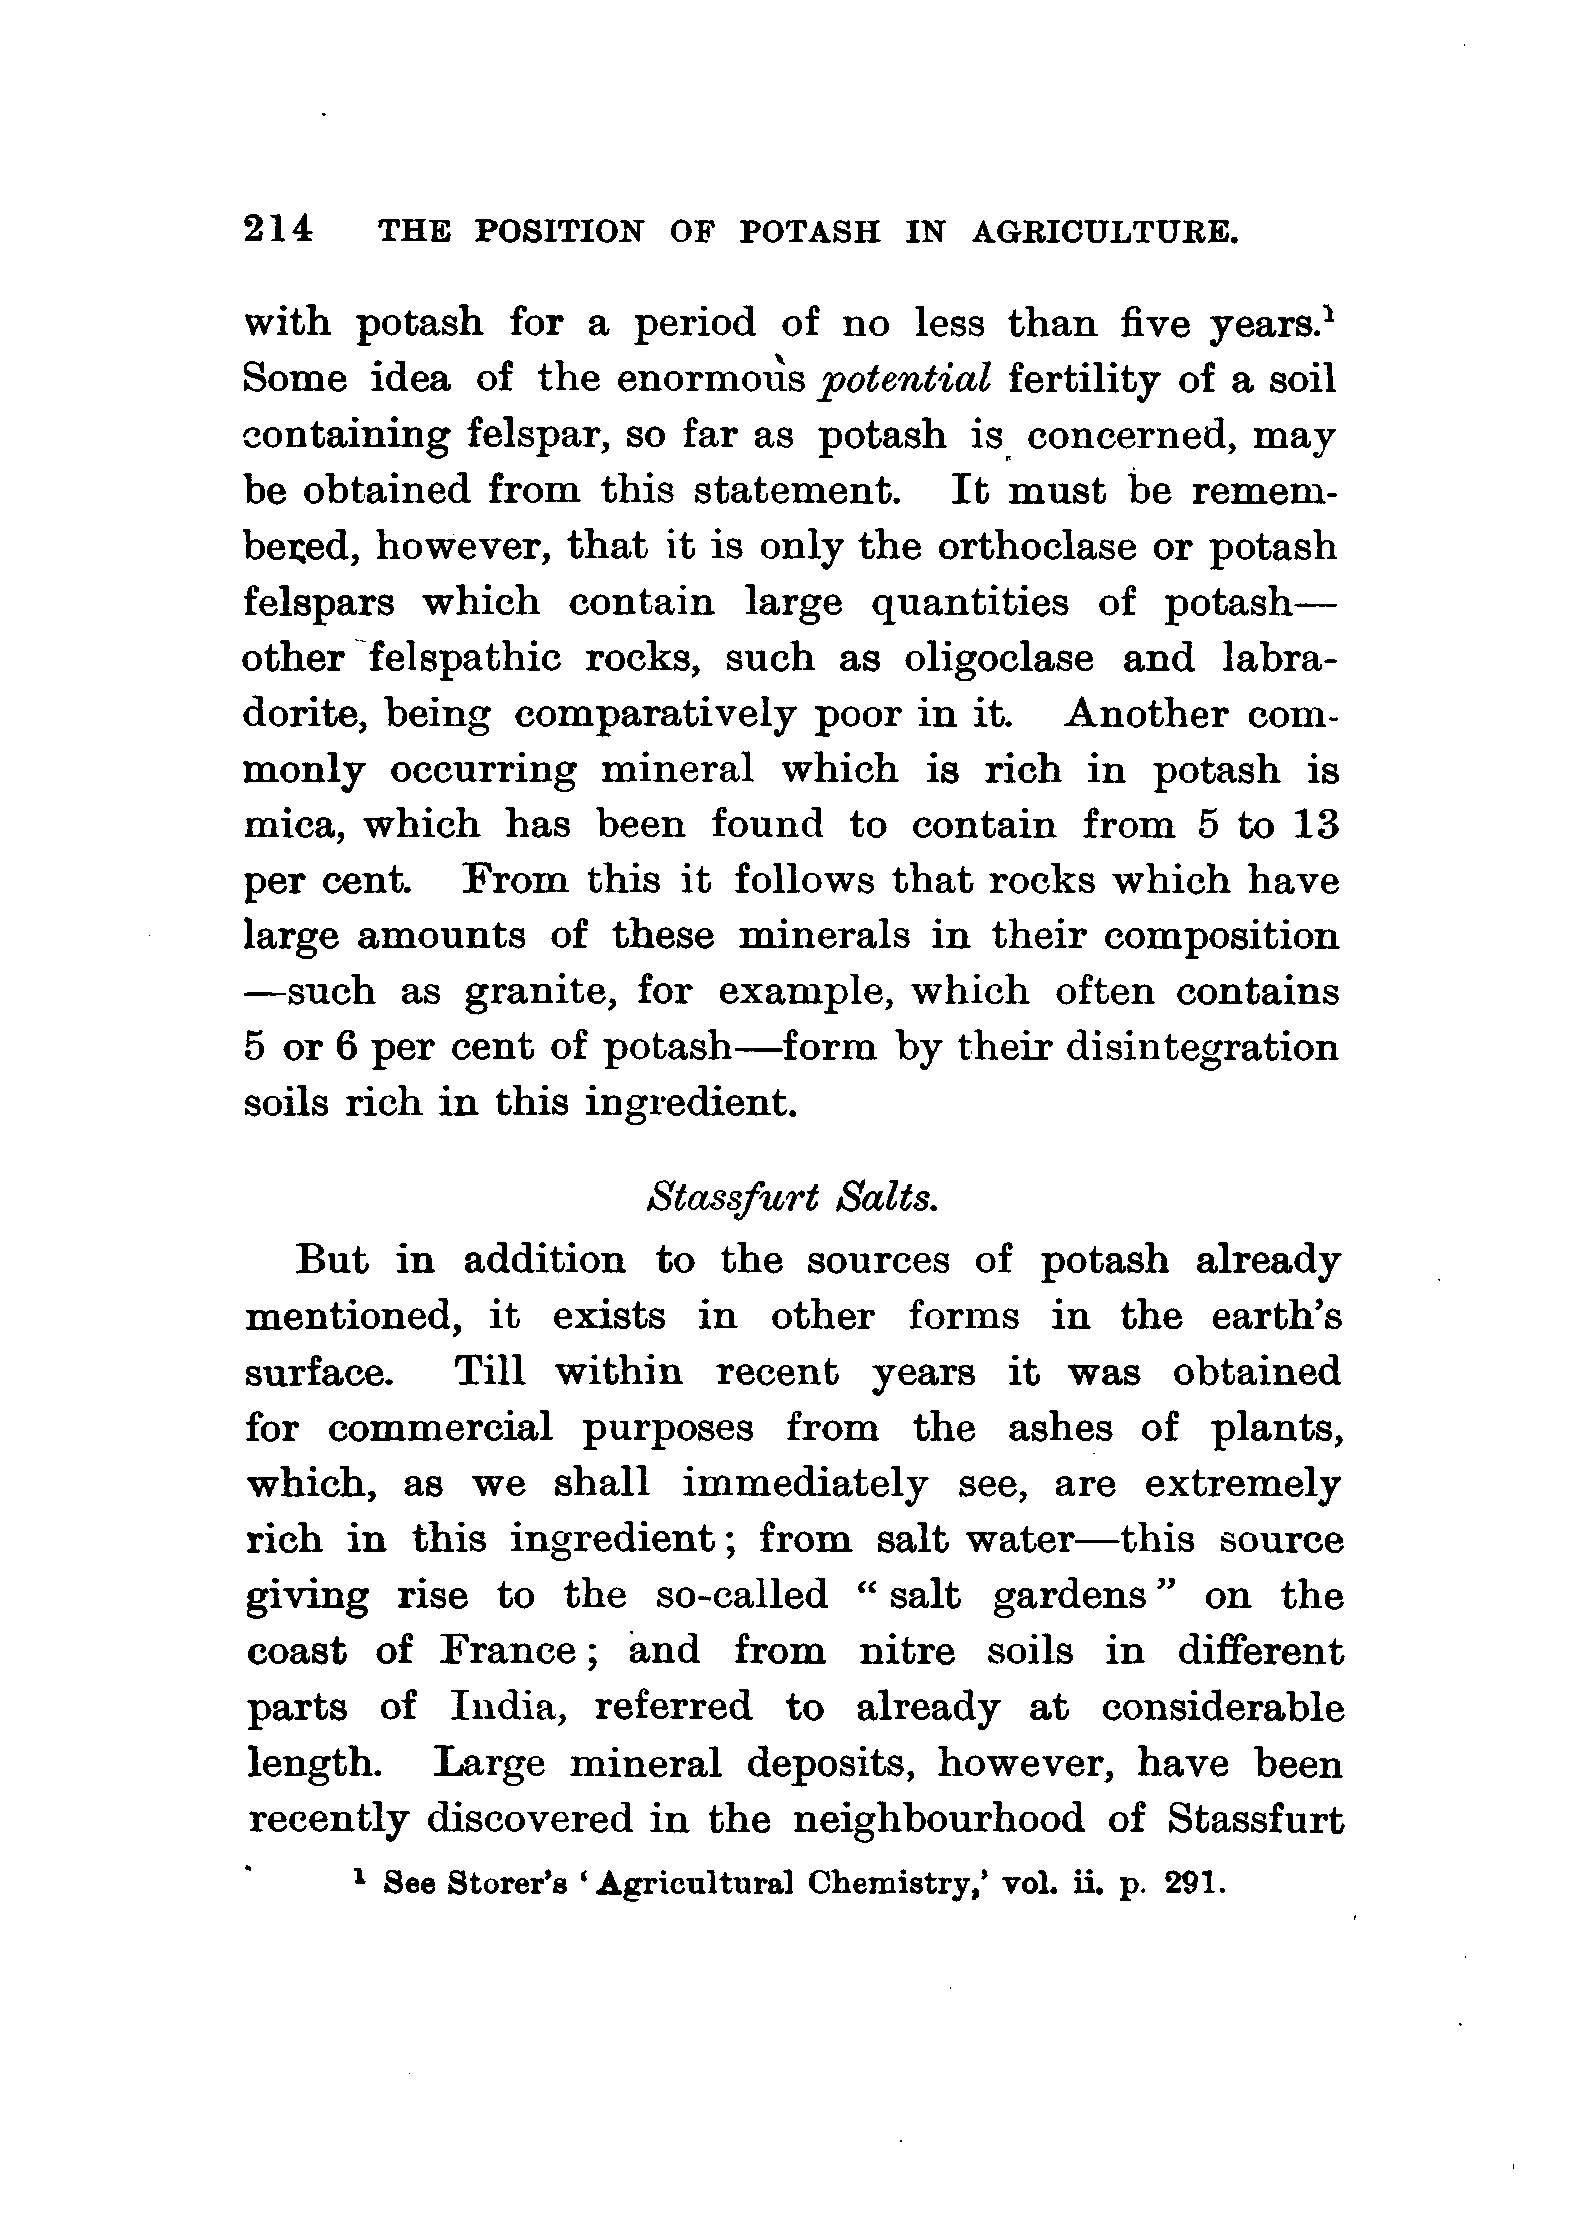 214 THE POSITION OF POTASH IN AGRICULTURE.
with potash for a period of no less than five years.¹
Some idea of the enormous potential fertility of a soil
containing felspar, so far as potash is concerned, may
be obtained from this statement. It must be remem-
bered, however, that it is only the orthoclase or potash
felspars which contain large quantities of potash—
other felspathic rocks, such as oligoclase and labra-
dorite, being comparatively poor in it. Another com-
monly occurring mineral which is rich in potash is
mica, which has been found to contain from 5 to 13
per cent. From this it follows that rocks which have
large amounts of these minerals in their composition
—such as granite, for example, which often contains
5 or 6 per cent of potash—form by their disintegration
soils rich in this ingredient.
Stassfurt Salts.
But in addition to the sources of potash already
mentioned, it exists in other forms in the earth's
surface. Till within recent years it was obtained
for commercial purposes from the ashes of plants,
which, as we shall immediately see, are extremely
rich in this ingredient; from salt water—this source
giving rise to the so-called “salt gardens” on the
coast of France; and from nitre soils in different
parts of India, referred to already at considerable
length. Large mineral deposits, however, have been
recently discovered in the neighbourhood of Stassfurt
¹ See Storer's ‘Agricultural Chemistry,’ vol. ii. p. 291.